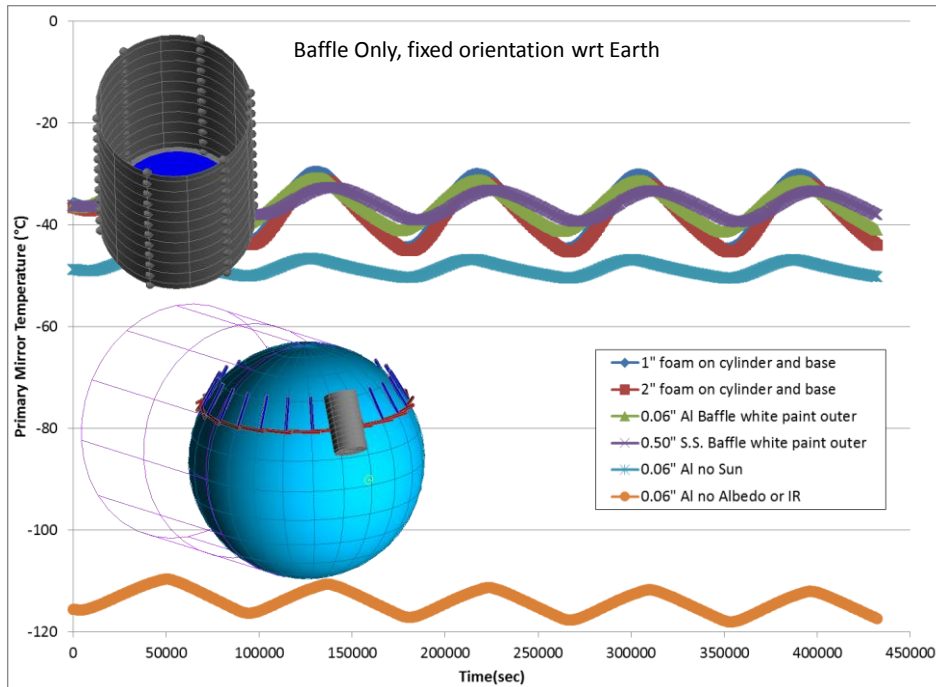 Baffle Only, fixed orientation wrt Earth
0
-20
-40
-60
-80
-100
-120
Primary Mirror Temperature (°C)
1" foam on cylinder and base
2" foam on cylinder and base
0.06" Al Baffle white paint outer
0.50" S.S. Baffle white paint outer
0.06" Al no Sun
0.06" Al no Albedo or IR
0 50000 100000 150000 200000 250000 300000 350000 400000 450000
Time(sec)